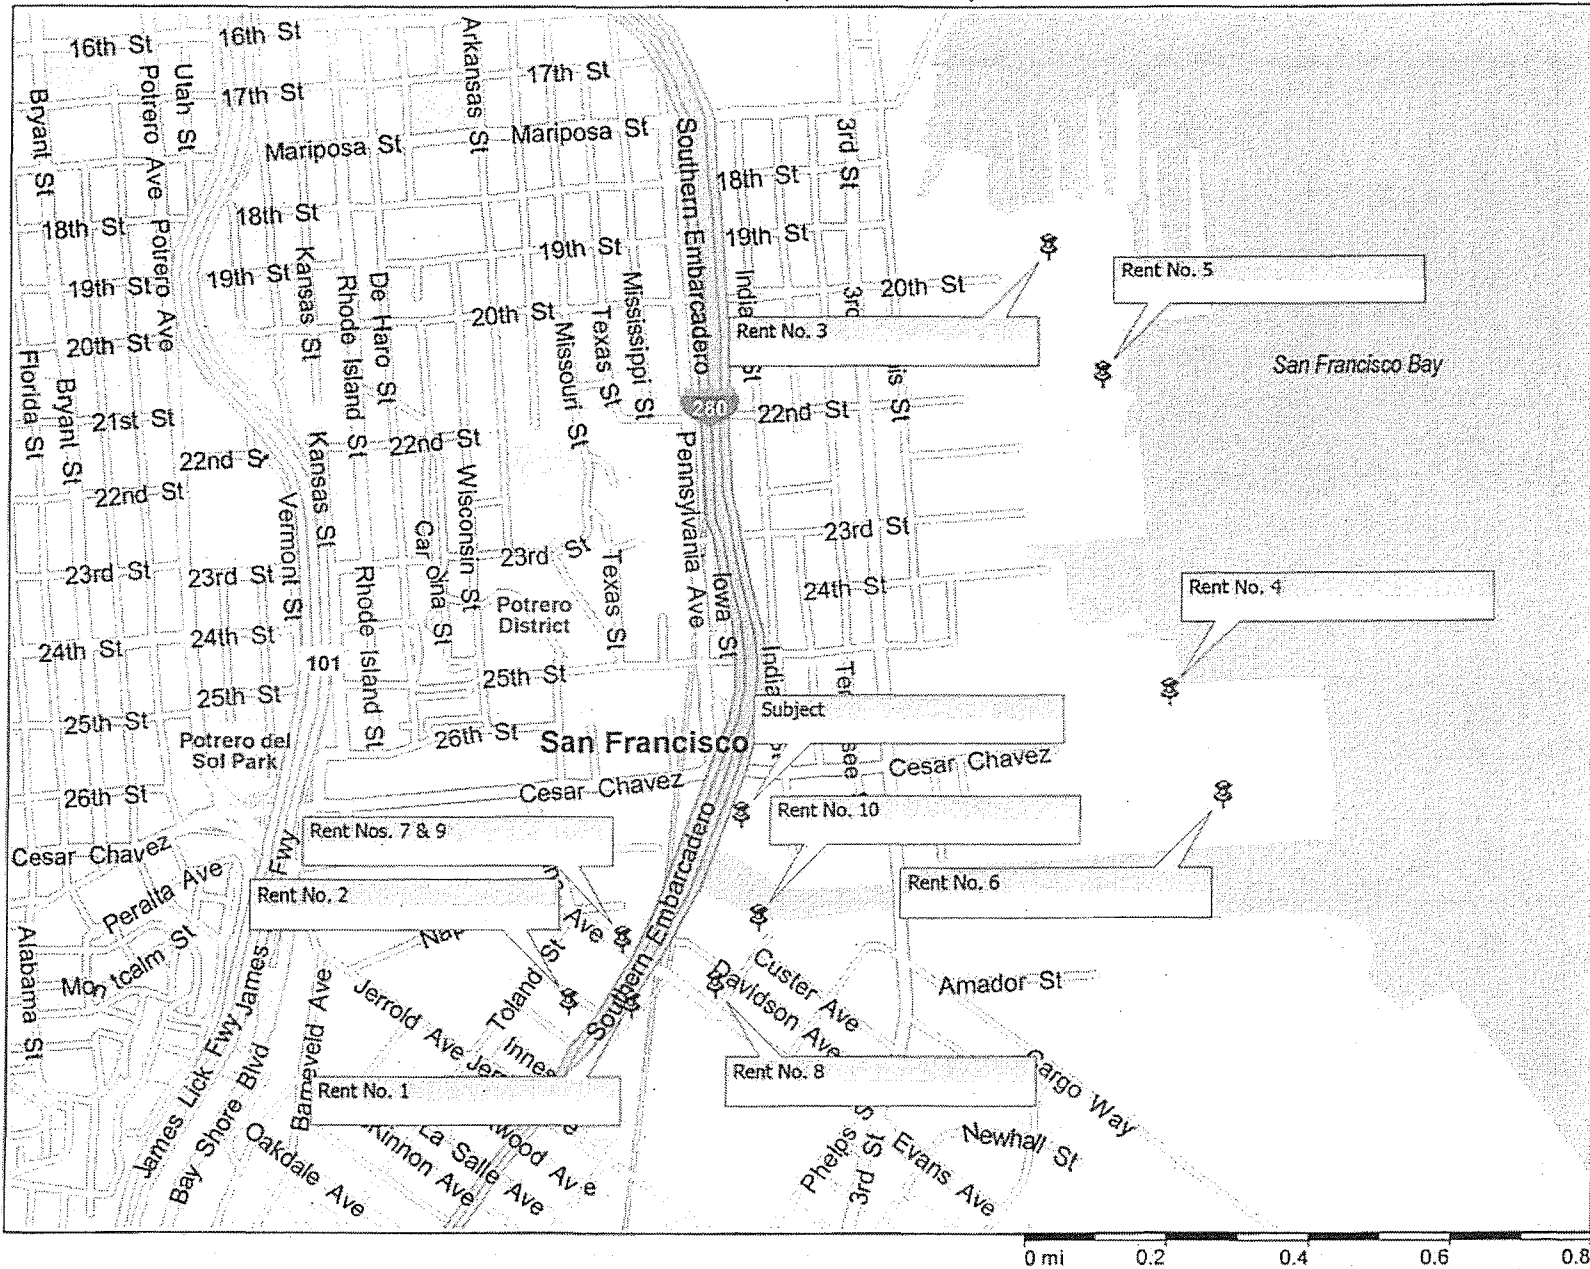 16th St
16th St
Arkansas St
17th St
Utah St
Potrero Ave
17th St
Bryant St
Mariposa St
Mariposa St
Southern Embarcadero
3rd St
18th St
18th St
18th St
Potrero Ave
19th St
19th St
19th St
19th St
Kansas St
Rhode Island St
De Haro St
Mississippi St
20th St
20th St
20th St
Rent No. 5
Rent No. 3
San Francisco Bay
Missouri St
Texas St
Florida St
Bryant St
21st St
280
22nd St
22nd St
22nd St
22nd St
Kansas St
Pennsylvania Ave
Vermont St
Wisconsin St
Carolina St
23rd St
23rd St
23rd St
23rd St
Texas St
Iowa St
24th St
Rent No. 4
Potrero
District
Rhode Island St
24th St
24th St
101
25th St
25th St
25th St
Subject
Potrero del
Sol Park
26th St
San Francisco
Cesar Chavez
Cesar Chavez
26th St
Rent No. 10
Rent Nos. 7 & 9
Cesar Chavez
Fwy
Peralta Ave
Rent No. 2
Rent No. 6
Nap
Ave
Southern Embarcadero
Alabama St
Montcalm St
Toland St
Jerrold Ave
Custer Ave
Davidson Ave
Amador St
James Lick Fwy
James
Bay Shore Blvd
Barneveld Ave
Innes
Rent No. 8
Cargo Way
Rent No. 1
Oakdale Ave
Kinnon Ave
La Salle Ave
wood Ave
Phelps S
3rd St
Evans Ave
Newhall St
0 mi 0.2 0.4 0.6 0.8